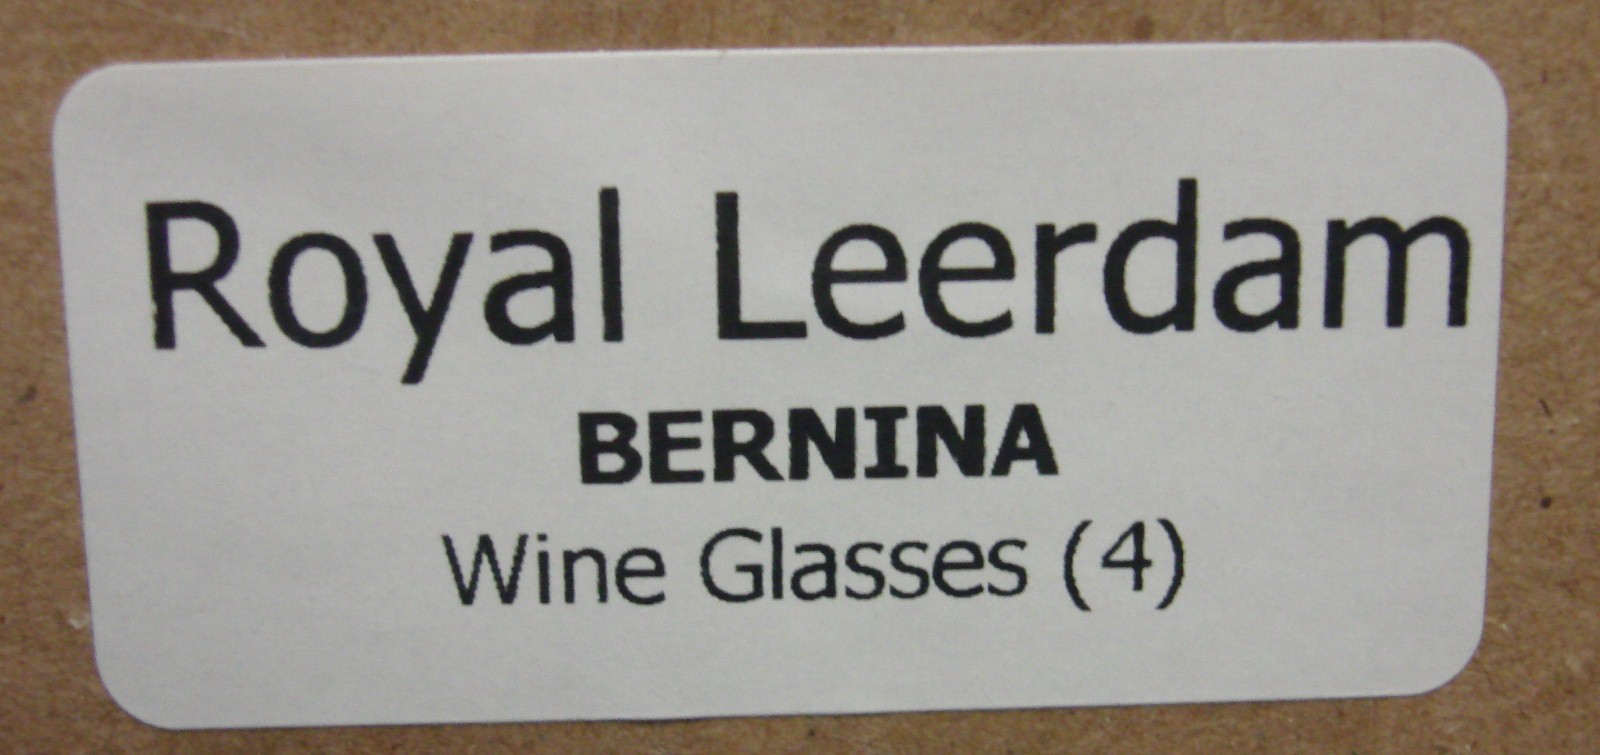 Royal Leerdam
BERNINA
Wine Glasses (4)